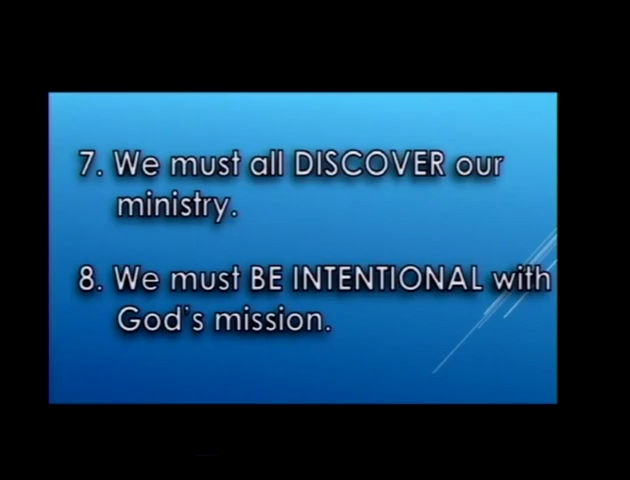 7. We must all DISCOVER our
ministry.
8. We must BE INTENTIONAL with
God's mission.